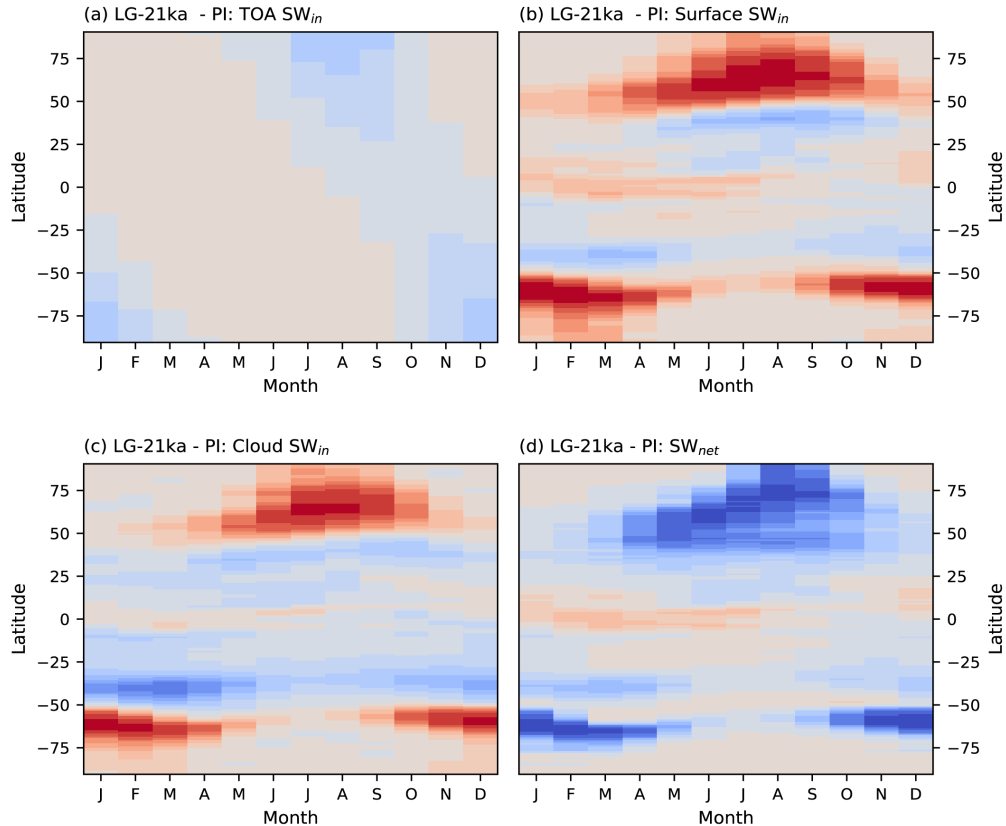 (a) LG-21ka - PI: TOA SWin
75
50
25
0
−25
−50
−75
Latitude
J F M A M J J A S O N D
Month
(b) LG-21ka - PI: Surface SWin
75
50
25
0
−25
−50
−75
Latitude
J F M A M J J A S O N D
Month
(c) LG-21ka - PI: Cloud SWin
75
50
25
0
−25
−50
−75
Latitude
J F M A M J J A S O N D
Month
(d) LG-21ka - PI: SWnet
75
50
25
0
−25
−50
−75
Latitude
J F M A M J J A S O N D
Month